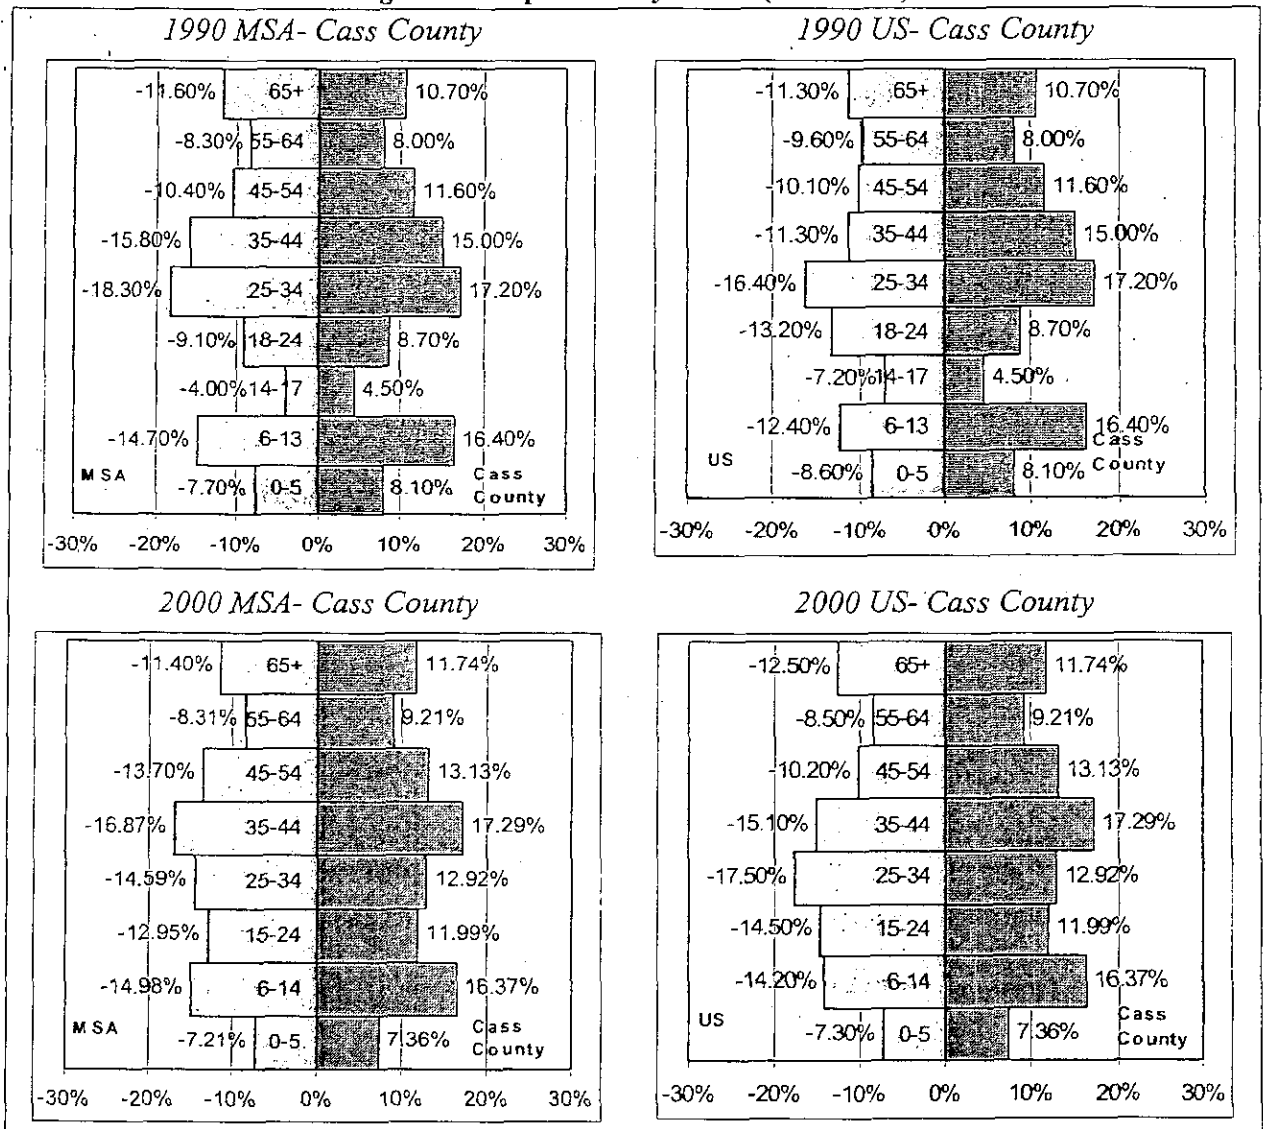 1990 MSA- Cass County
-11.60% 65+ 10.70%
-8.30% 55-64 8.00%
-10.40% 45-54 11.60%
-15.80% 35-44 15.00%
-18.30% 25-34 17.20%
-9.10% 18-24 8.70%
-4.00% 14-17 4.50%
-14.70% 6-13 16.40%
MSA
-7.70% 0-5 8.10%
Cass
County
-30% -20% -10% 0% 10% 20% 30%
1990 US- Cass County
-11.30% 65+ 10.70%
-9.60% 55-64 8.00%
-10.10% 45-54 11.60%
-11.30% 35-44 15.00%
-16.40% 25-34 17.20%
-13.20% 18-24 8.70%
-7.20% 14-17 4.50%
-12.40% 6-13 16.40%
US
-8.60% 0-5 8.10%
Cass
County
-30% -20% -10% 0% 10% 20% 30%
2000 MSA- Cass County
-11.40% 65+ 11.74%
-8.31% 55-64 9.21%
-13.70% 45-54 13.13%
-16.87% 35-44 17.29%
-14.59% 25-34 12.92%
-12.95% 15-24 11.99%
-14.98% 6-14 16.37%
MSA
-7.21% 0-5 7.36%
Cass
County
-30% -20% -10% 0% 10% 20% 30%
2000 US- Cass County
-12.50% 65+ 11.74%
-8.50% 55-64 9.21%
-10.20% 45-54 13.13%
-15.10% 35-44 17.29%
-17.50% 25-34 12.92%
-14.50% 15-24 11.99%
-14.20% 6-14 16.37%
US
-7.30% 0-5 7.36%
Cass
County
-30% -20% -10% 0% 10% 20% 30%